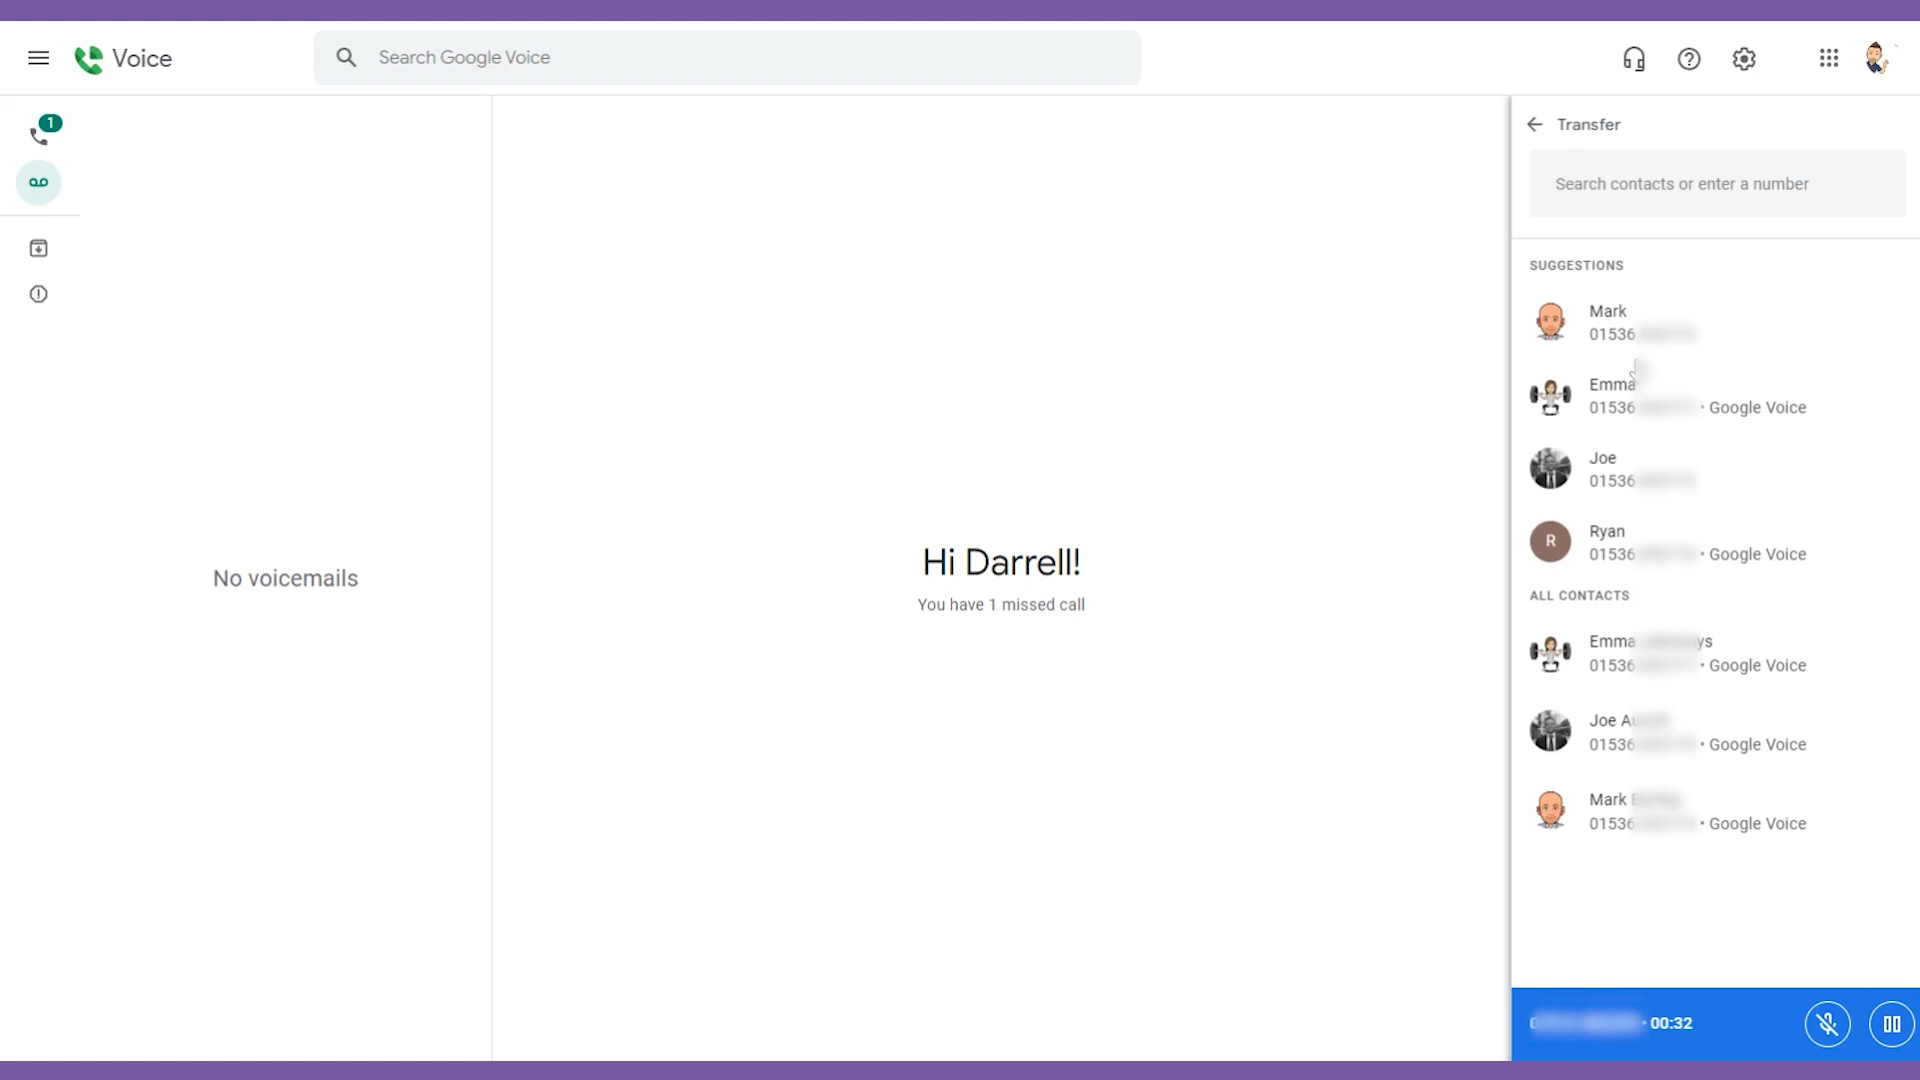 Voice
Search Google Voice
1
Transfer
Search contacts or enter a number
SUGGESTIONS
Mark
01536
Emma
01536 • Google Voice
Joe
01536
R
Ryan
01536 • Google Voice
ALL CONTACTS
Emma
01536 • Google Voice
Joe
01536 • Google Voice
Mark
01536 • Google Voice
No voicemails
Hi Darrell!
You have 1 missed call
· 00:32